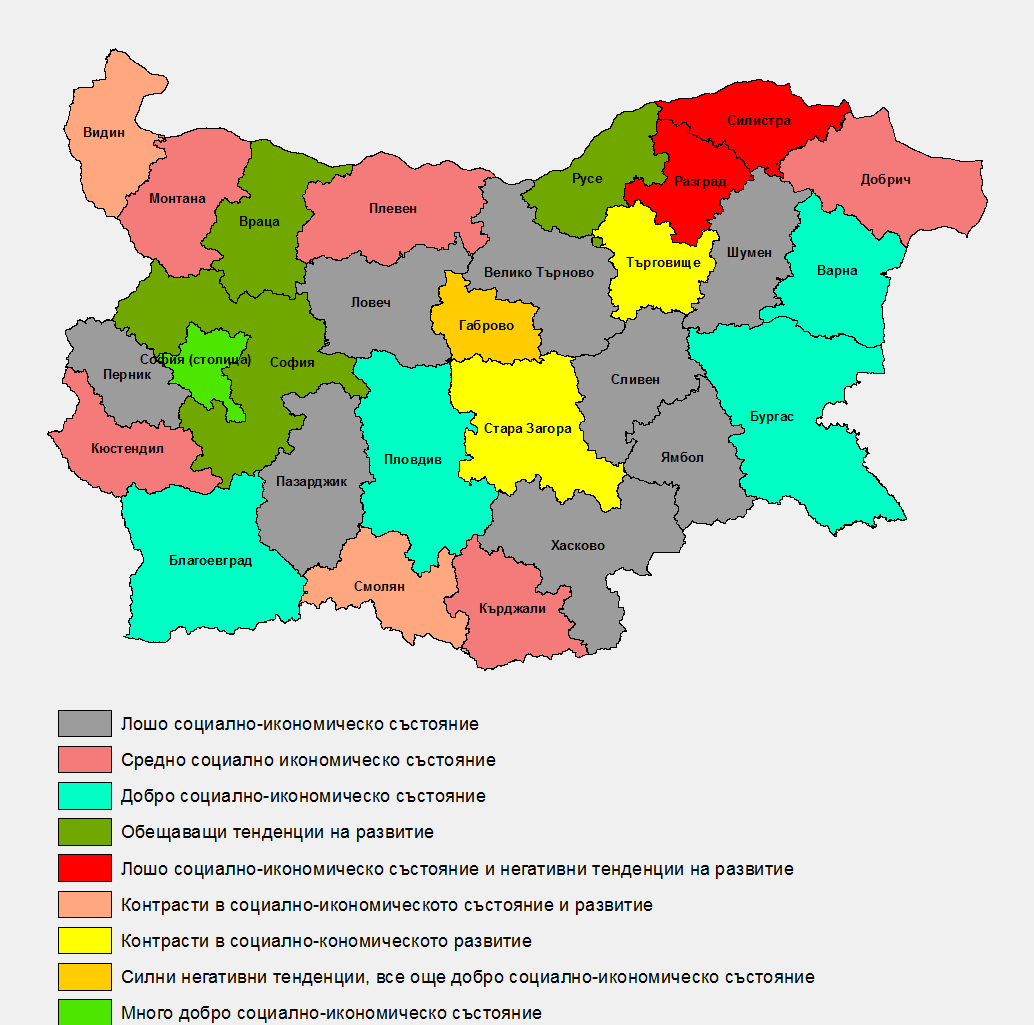 Видин
Силистра
Русе
Разград
Добрич
Монтана
Плевен
Враца
Шумен
Търговище
Варна
Велико Търново
Ловеч
Габрово
София (столица)
София
Перник
Сливен
Бургас
Стара Загора
Кюстендил
Ямбол
Пловдив
Пазарджик
Хасково
Благоевград
Смолян
Кърджали
Лошо социално-икономическо състояние
Средно социално икономическо състояние
Добро социално-икономическо състояние
Обещаващи тенденции на развитие
Лошо социално-икономическо състояние и негативни тенденции на развитие
Контрасти в социално-икономическото състояние и развитие
Контрасти в социално-кономическото развитие
Силни негативни тенденции, все още добро социално-икономическо състояние
Много добро социално-икономическо състояние